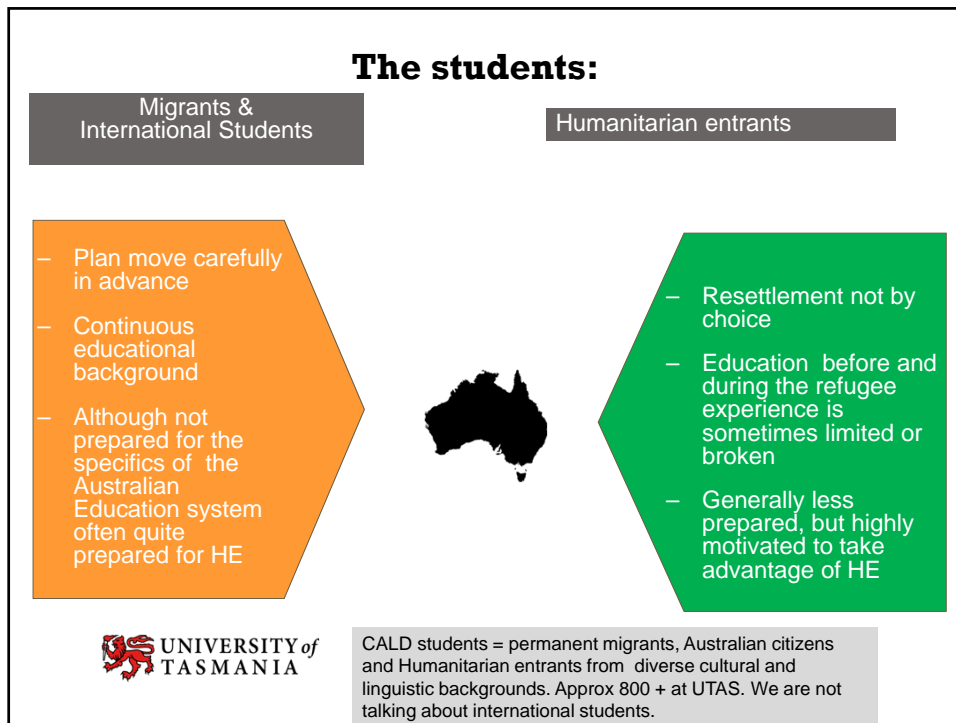 The students:
Migrants &
International Students
Humanitarian entrants
– Plan move carefully
in advance
– Continuous
educational
background
– Although not
prepared for the
specifics of the
Australian
Education system
often quite
prepared for HE
– Resettlement not by
choice
– Education before and
during the refugee
experience is
sometimes limited or
broken
– Generally less
prepared, but highly
motivated to take
advantage of HE
UNIVERSITY of
TASMANIA
CALD students = permanent migrants, Australian citizens
and Humanitarian entrants from diverse cultural and
linguistic backgrounds. Approx 800 + at UTAS. We are not
talking about international students.